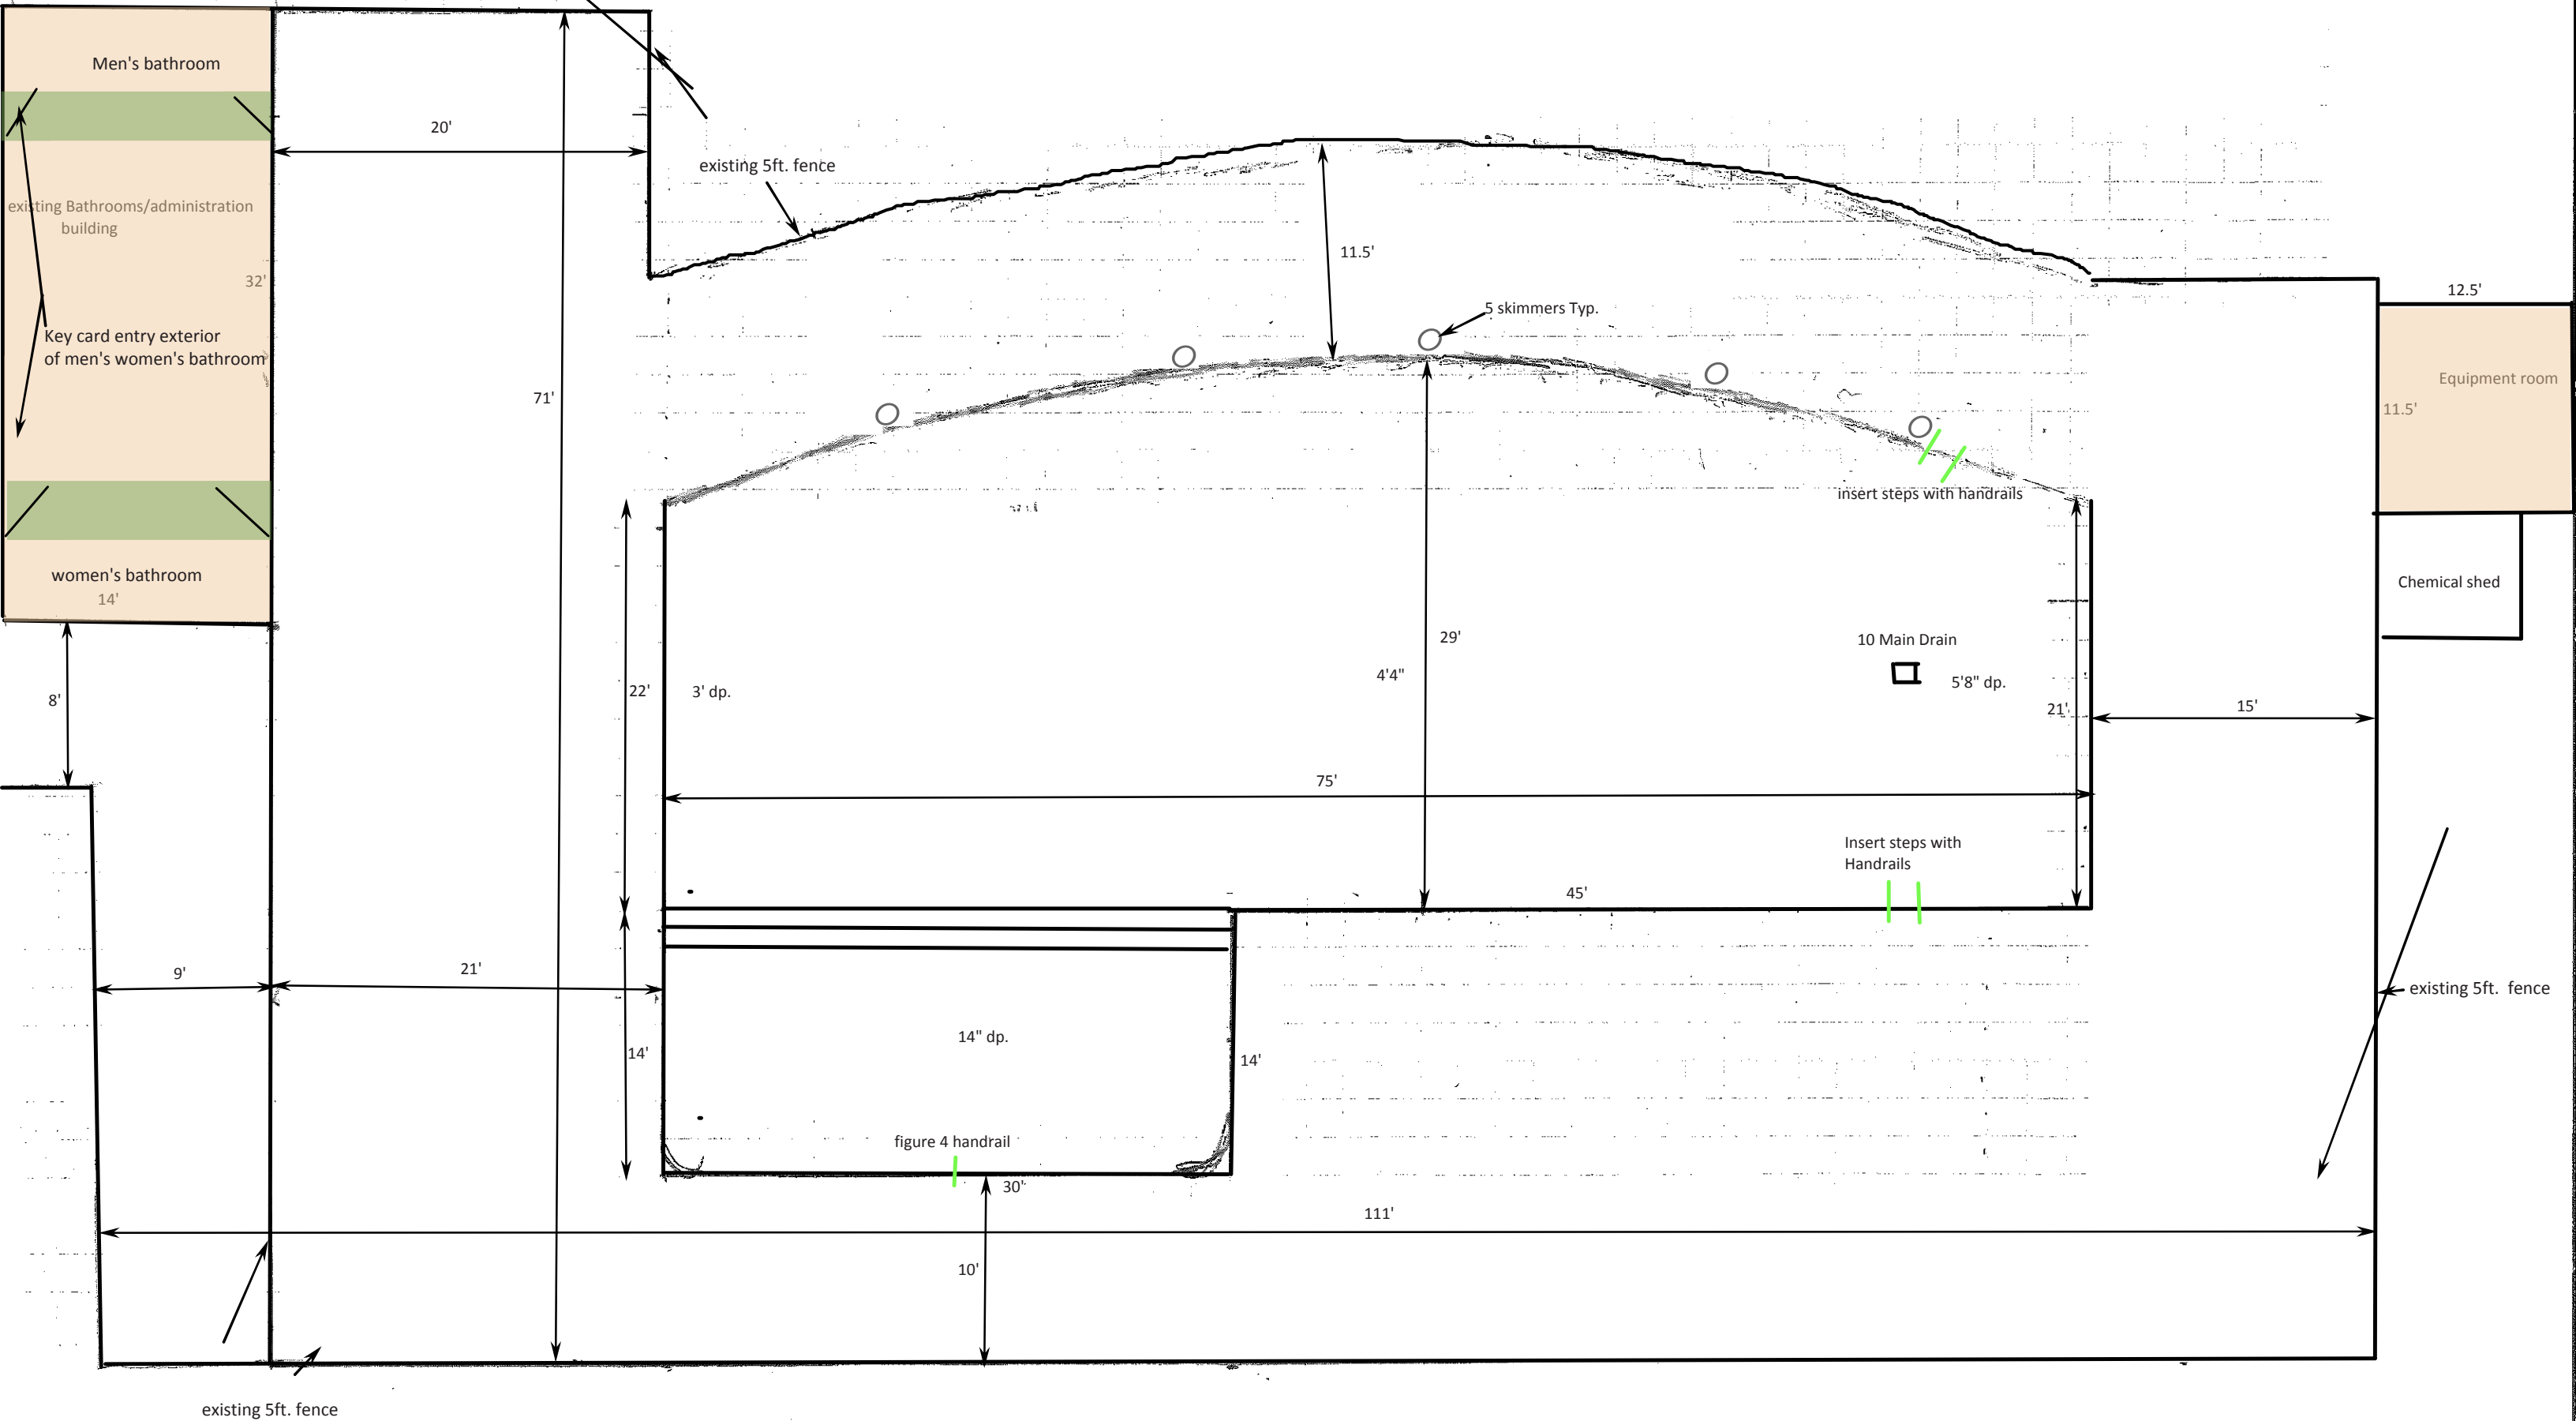 Men's bathroom
20'
existing 5ft. fence
existing Bathrooms/administration
building
32'
11.5'
12.5'
5 skimmers Typ.
Key card entry exterior
of men's women's bathroom
71'
Equipment room
11.5'
insert steps with handrails
women's bathroom
14'
Chemical shed
29'
10 Main Drain
4'4"
5'8" dp.
8'
22'
3' dp.
21'
15'
75'
Insert steps with
Handrails
45'
9'
21'
existing 5ft. fence
14" dp.
14'
14'
figure 4 handrail
30'
111'
10'
existing 5ft. fence